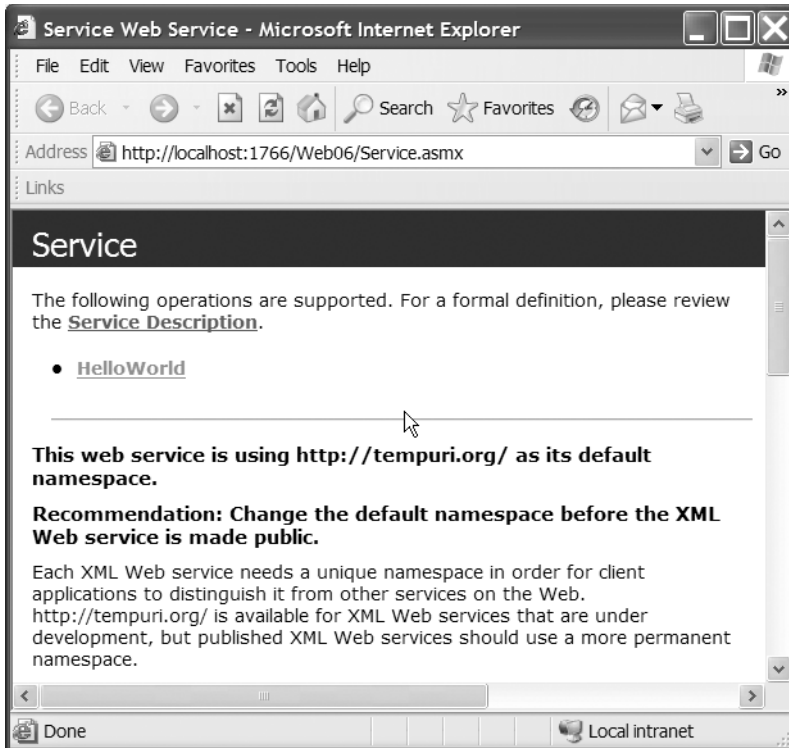 Service Web Service - Microsoft Internet Explorer
File Edit View Favorites Tools Help
Back Search Favorites »
Address http://localhost:1766/Web06/Service.asmx Go
Links
Service
The following operations are supported. For a formal definition, please review
the Service Description.
• HelloWorld
This web service is using http://tempuri.org/ as its default
namespace.
Recommendation: Change the default namespace before the XML
Web service is made public.
Each XML Web service needs a unique namespace in order for client
applications to distinguish it from other services on the Web.
http://tempuri.org/ is available for XML Web services that are under
development, but published XML Web services should use a more permanent
namespace.
Done Local intranet